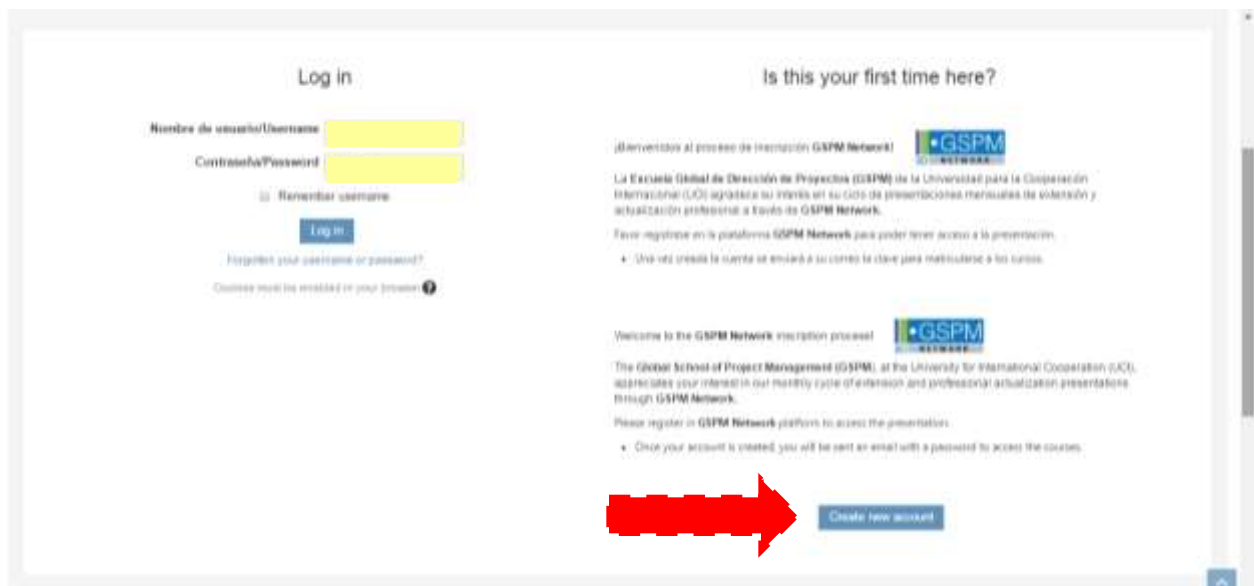 Log in
Nombre de usuario/Username
Contraseña/Password
Remember username
Log in
Forgotten your username or password?
Cookies must be enabled in your browser
Is this your first time here?
¡Bienvenidos al proceso de inscripción GSPM Network!
GSPM
NETWORK
La Escuela Global de Dirección de Proyectos (GSPM) de la Universidad para la Cooperación
Internacional (UCI) agradece su interés en su ciclo de presentaciones mensuales de extensión y
actualización profesional a través de GSPM Network.
Favor regístrese en la plataforma GSPM Network para poder tener acceso a la presentación.
• Una vez creada la cuenta se enviará a su correo la clave para matricularse a los cursos.
Welcome to the GSPM Network inscription process!
GSPM
NETWORK
The Global School of Project Management (GSPM), at the University for International Cooperation (UCI),
appreciates your interest in our monthly cycle of extension and professional actualization presentations
through GSPM Network.
Please register in GSPM Network platform to access the presentation.
• Once your account is created, you will be sent an email with a password to access the courses.
Create new account